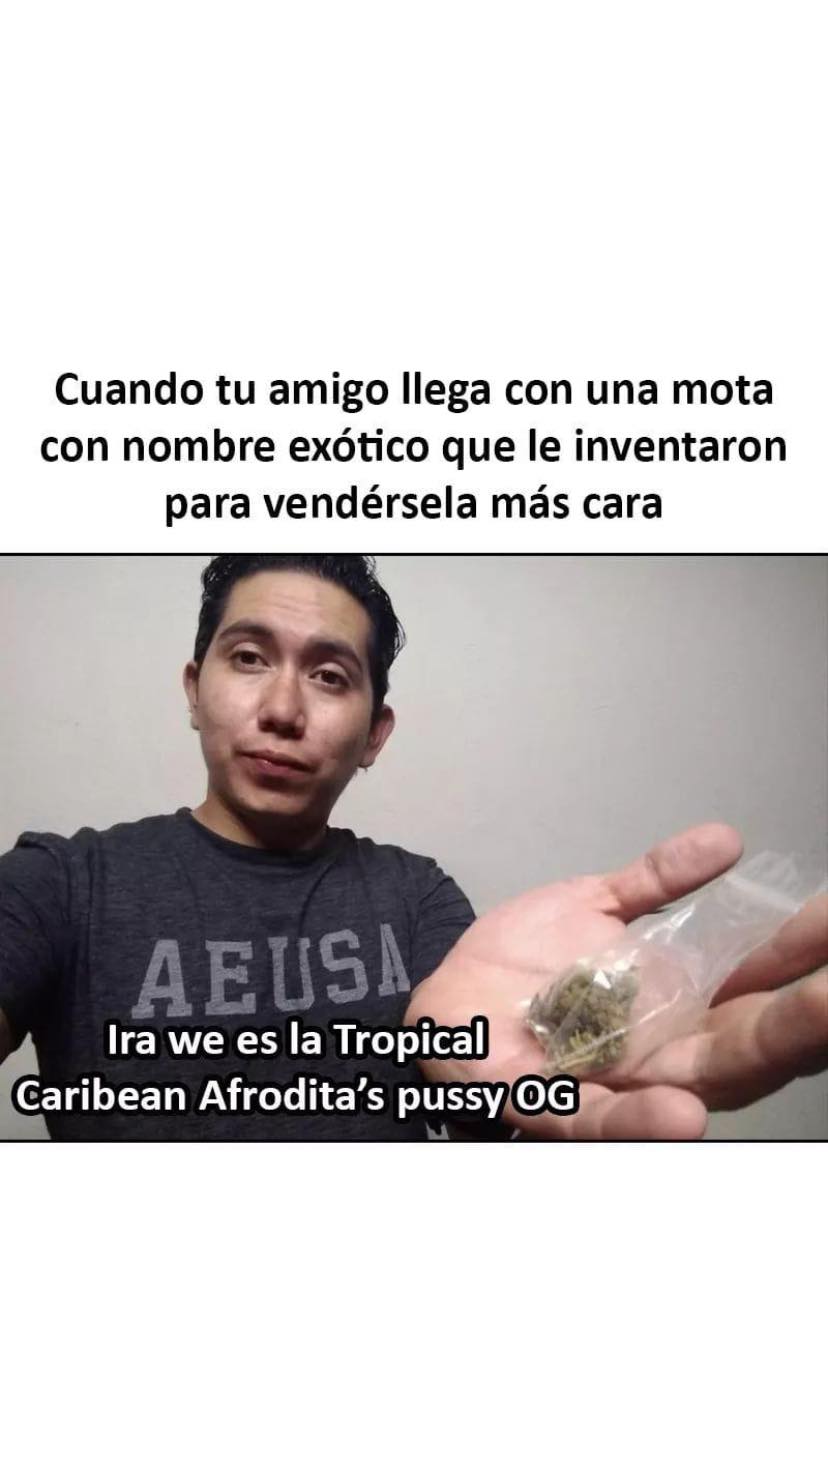 Cuando tu amigo llega con una mota
con nombre exótico que le inventaron
para vendérsela más cara
AEUSA
Ira we es la Tropical
Caribean Afrodita's pussy OG